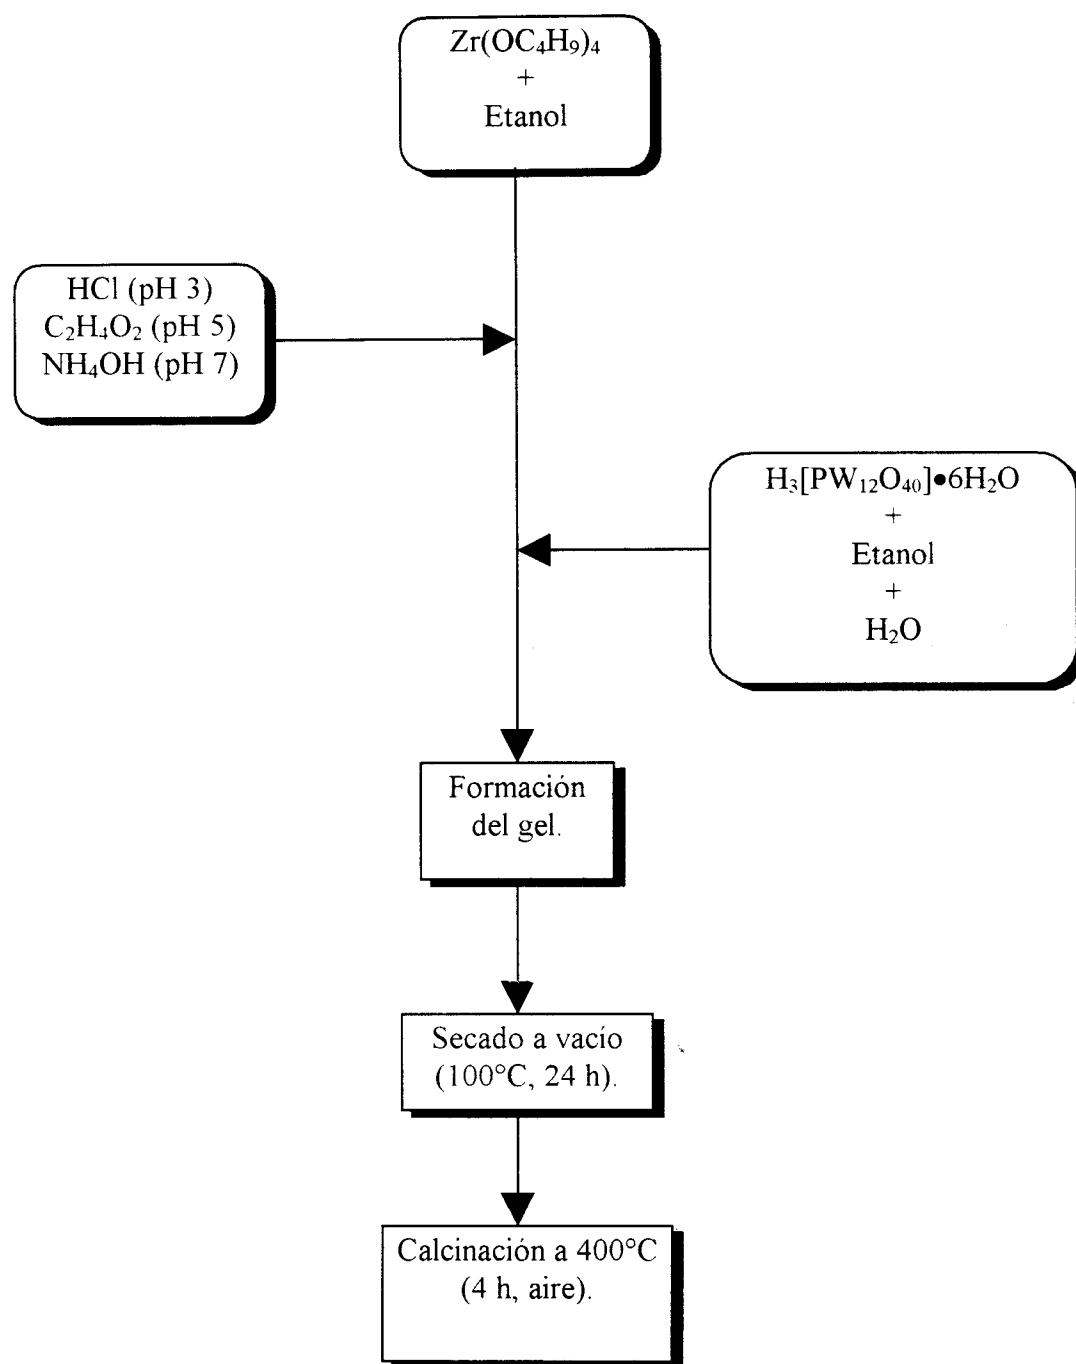 Zr(OC₄H₉)₄
+
Etanol
HCl (pH 3)
C₂H₄O₂ (pH 5)
NH₄OH (pH 7)
H₃[PW₁₂O₄₀]•6H₂O
+
Etanol
+
H₂O
Formación
del gel.
Secado a vacío
(100°C, 24 h).
Calcinación a 400°C
(4 h, aire).